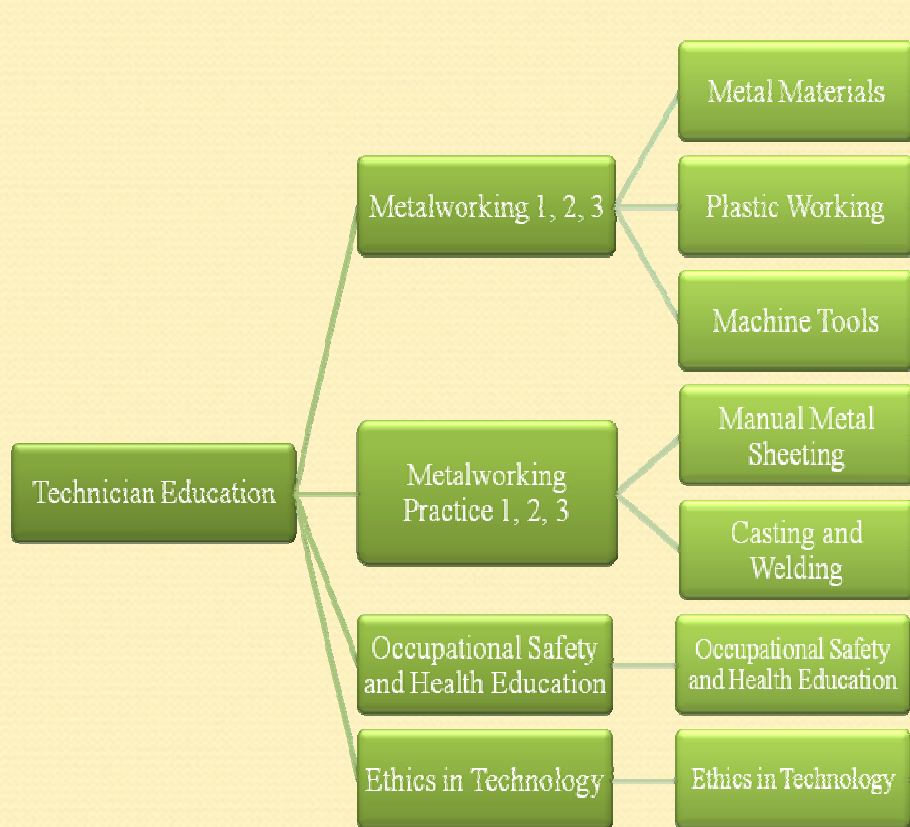 Technician Education
Metalworking 1, 2, 3
Metal Materials
Plastic Working
Machine Tools
Metalworking
Practice 1, 2, 3
Manual Metal
Sheeting
Casting and
Welding
Occupational Safety
and Health Education
Occupational Safety
and Health Education
Ethics in Technology
Ethics in Technology